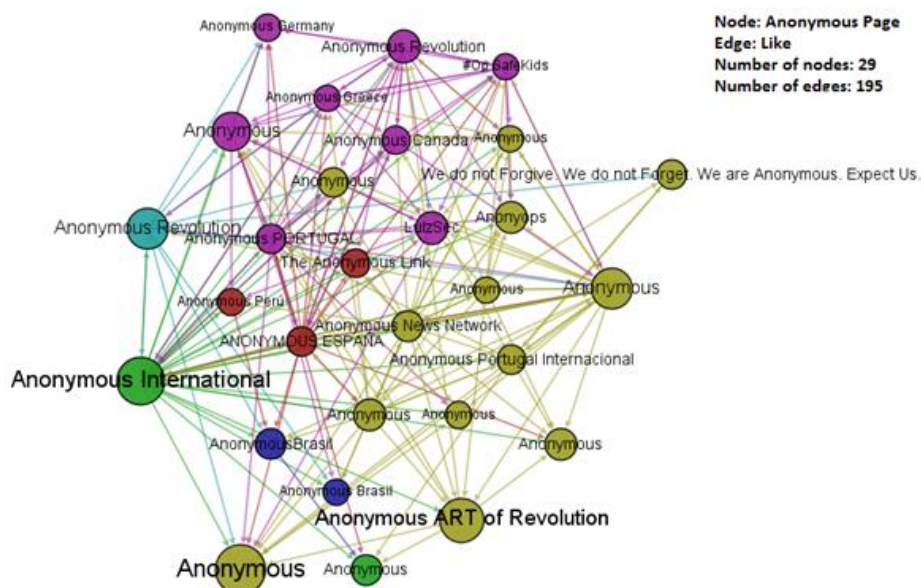 Node: Anonymous Page
Edge: Like
Number of nodes: 29
Number of edges: 195
Anonymous Germany
Anonymous Revolution
#Op SafeKids
Anonymous Greece
Anonymous
Anonymous Canada
Anonymous
Anonymous
We do not Forgive. We do not Forget. We are Anonymous. Expect Us.
Anonymous Revolution
Anonyops
Anonymous PORTUGAL
LulzSec
The Anonymous Link
Anonymous
Anonymous
Anonymous Peru
Anonymous News Network
ANONYMOUS ESPAÑA
Anonymous Portugal Internacional
Anonymous International
Anonymous
Anonymous
AnonymousBrasil
Anonymous
Anonymous Brasil
Anonymous ART of Revolution
Anonymous
Anonymous